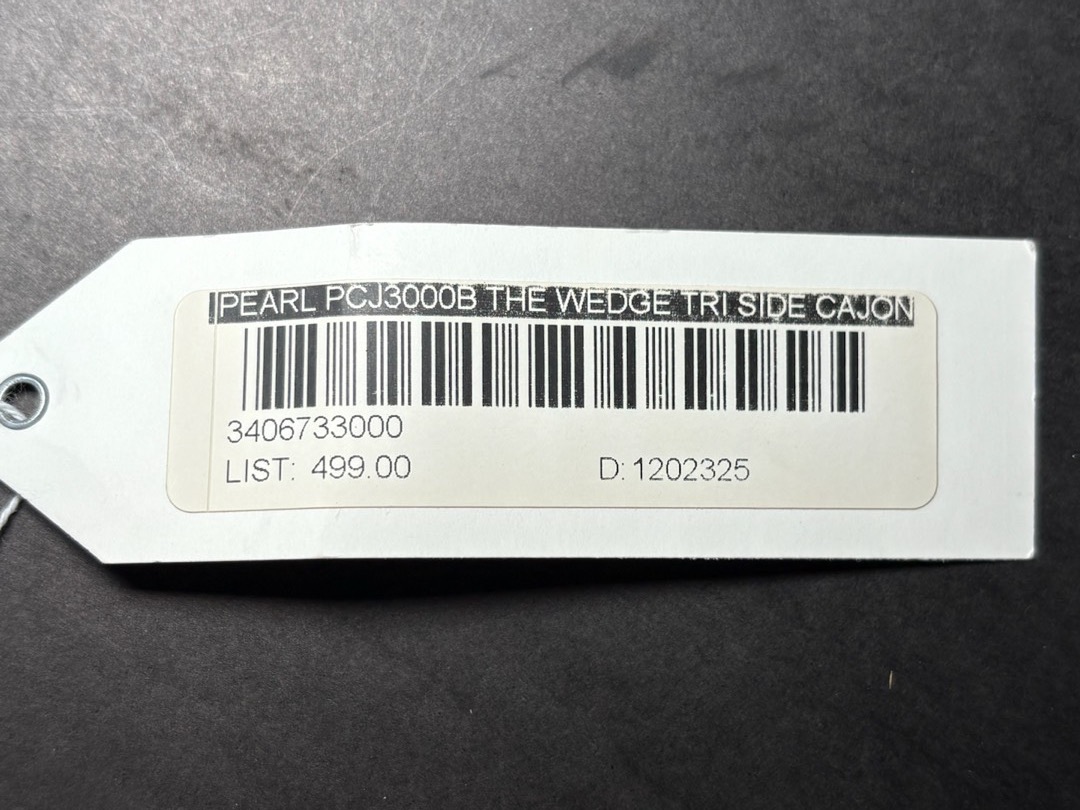 PEARL PCJ3000B THE WEDGE TRI SIDE CAJON
3406733000
LIST: 499.00 D: 1202325